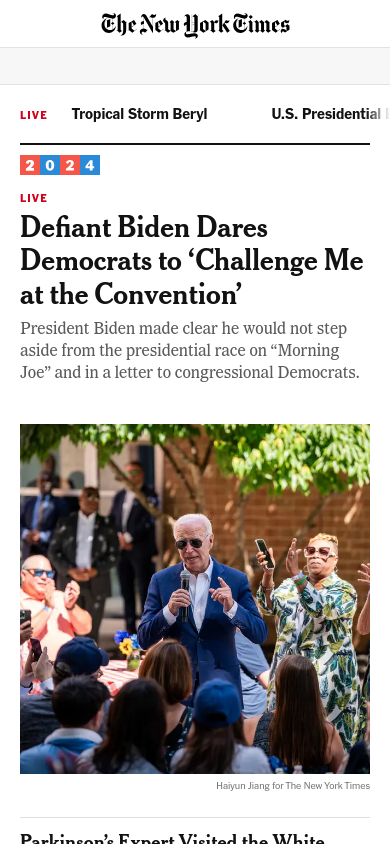 The New York Times
LIVE Tropical Storm Beryl U.S. Presidential
2024
LIVE
Defiant Biden Dares
Democrats to ‘Challenge Me
at the Convention’
President Biden made clear he would not step
aside from the presidential race on “Morning
Joe” and in a letter to congressional Democrats.
Haiyun Jiang for The New York Times
Parkinson’s Expert Visited the White